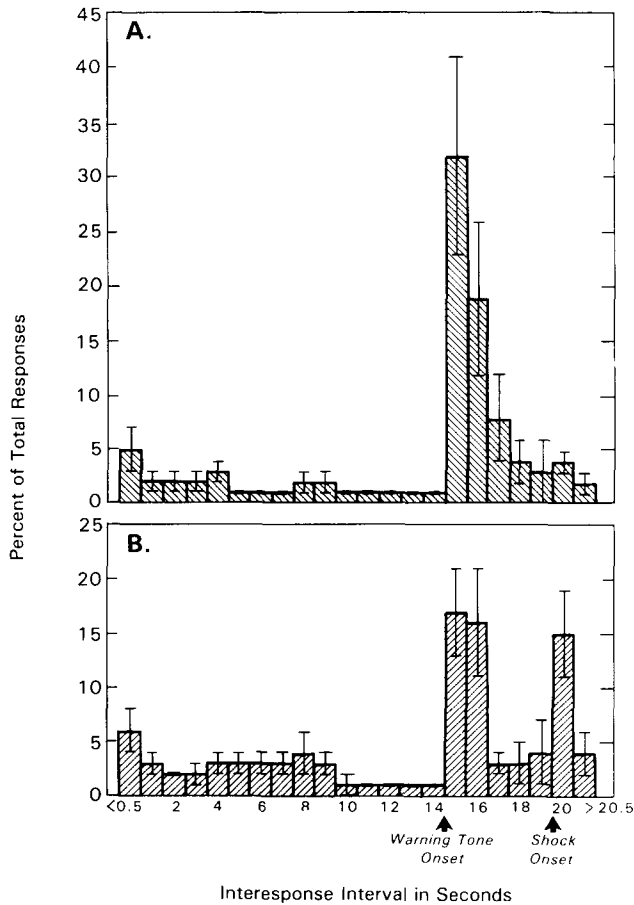 45
A.
40
35
30
25
20
15
10
5
0
Percent of Total Responses
25
B.
20
15
10
5
0
<0.5 2 4 6 8 10 12 14 16 18 20 >20.5
Warning Tone Shock
Onset Onset
Interesponse Interval in Seconds